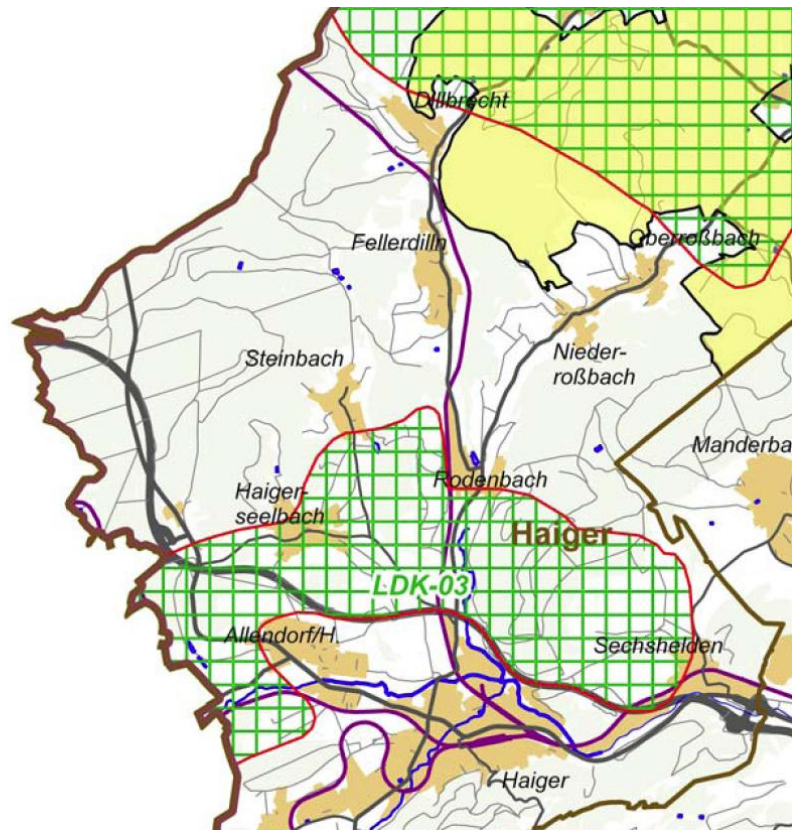 Dillbrecht
Fellerdilln
Oberroßbach
Steinbach
Nieder-
roßbach
Manderba
Rodenbach
Haiger-
seelbach
Haiger
LDK-03
Allendorf/H.
Sechshelden
Haiger